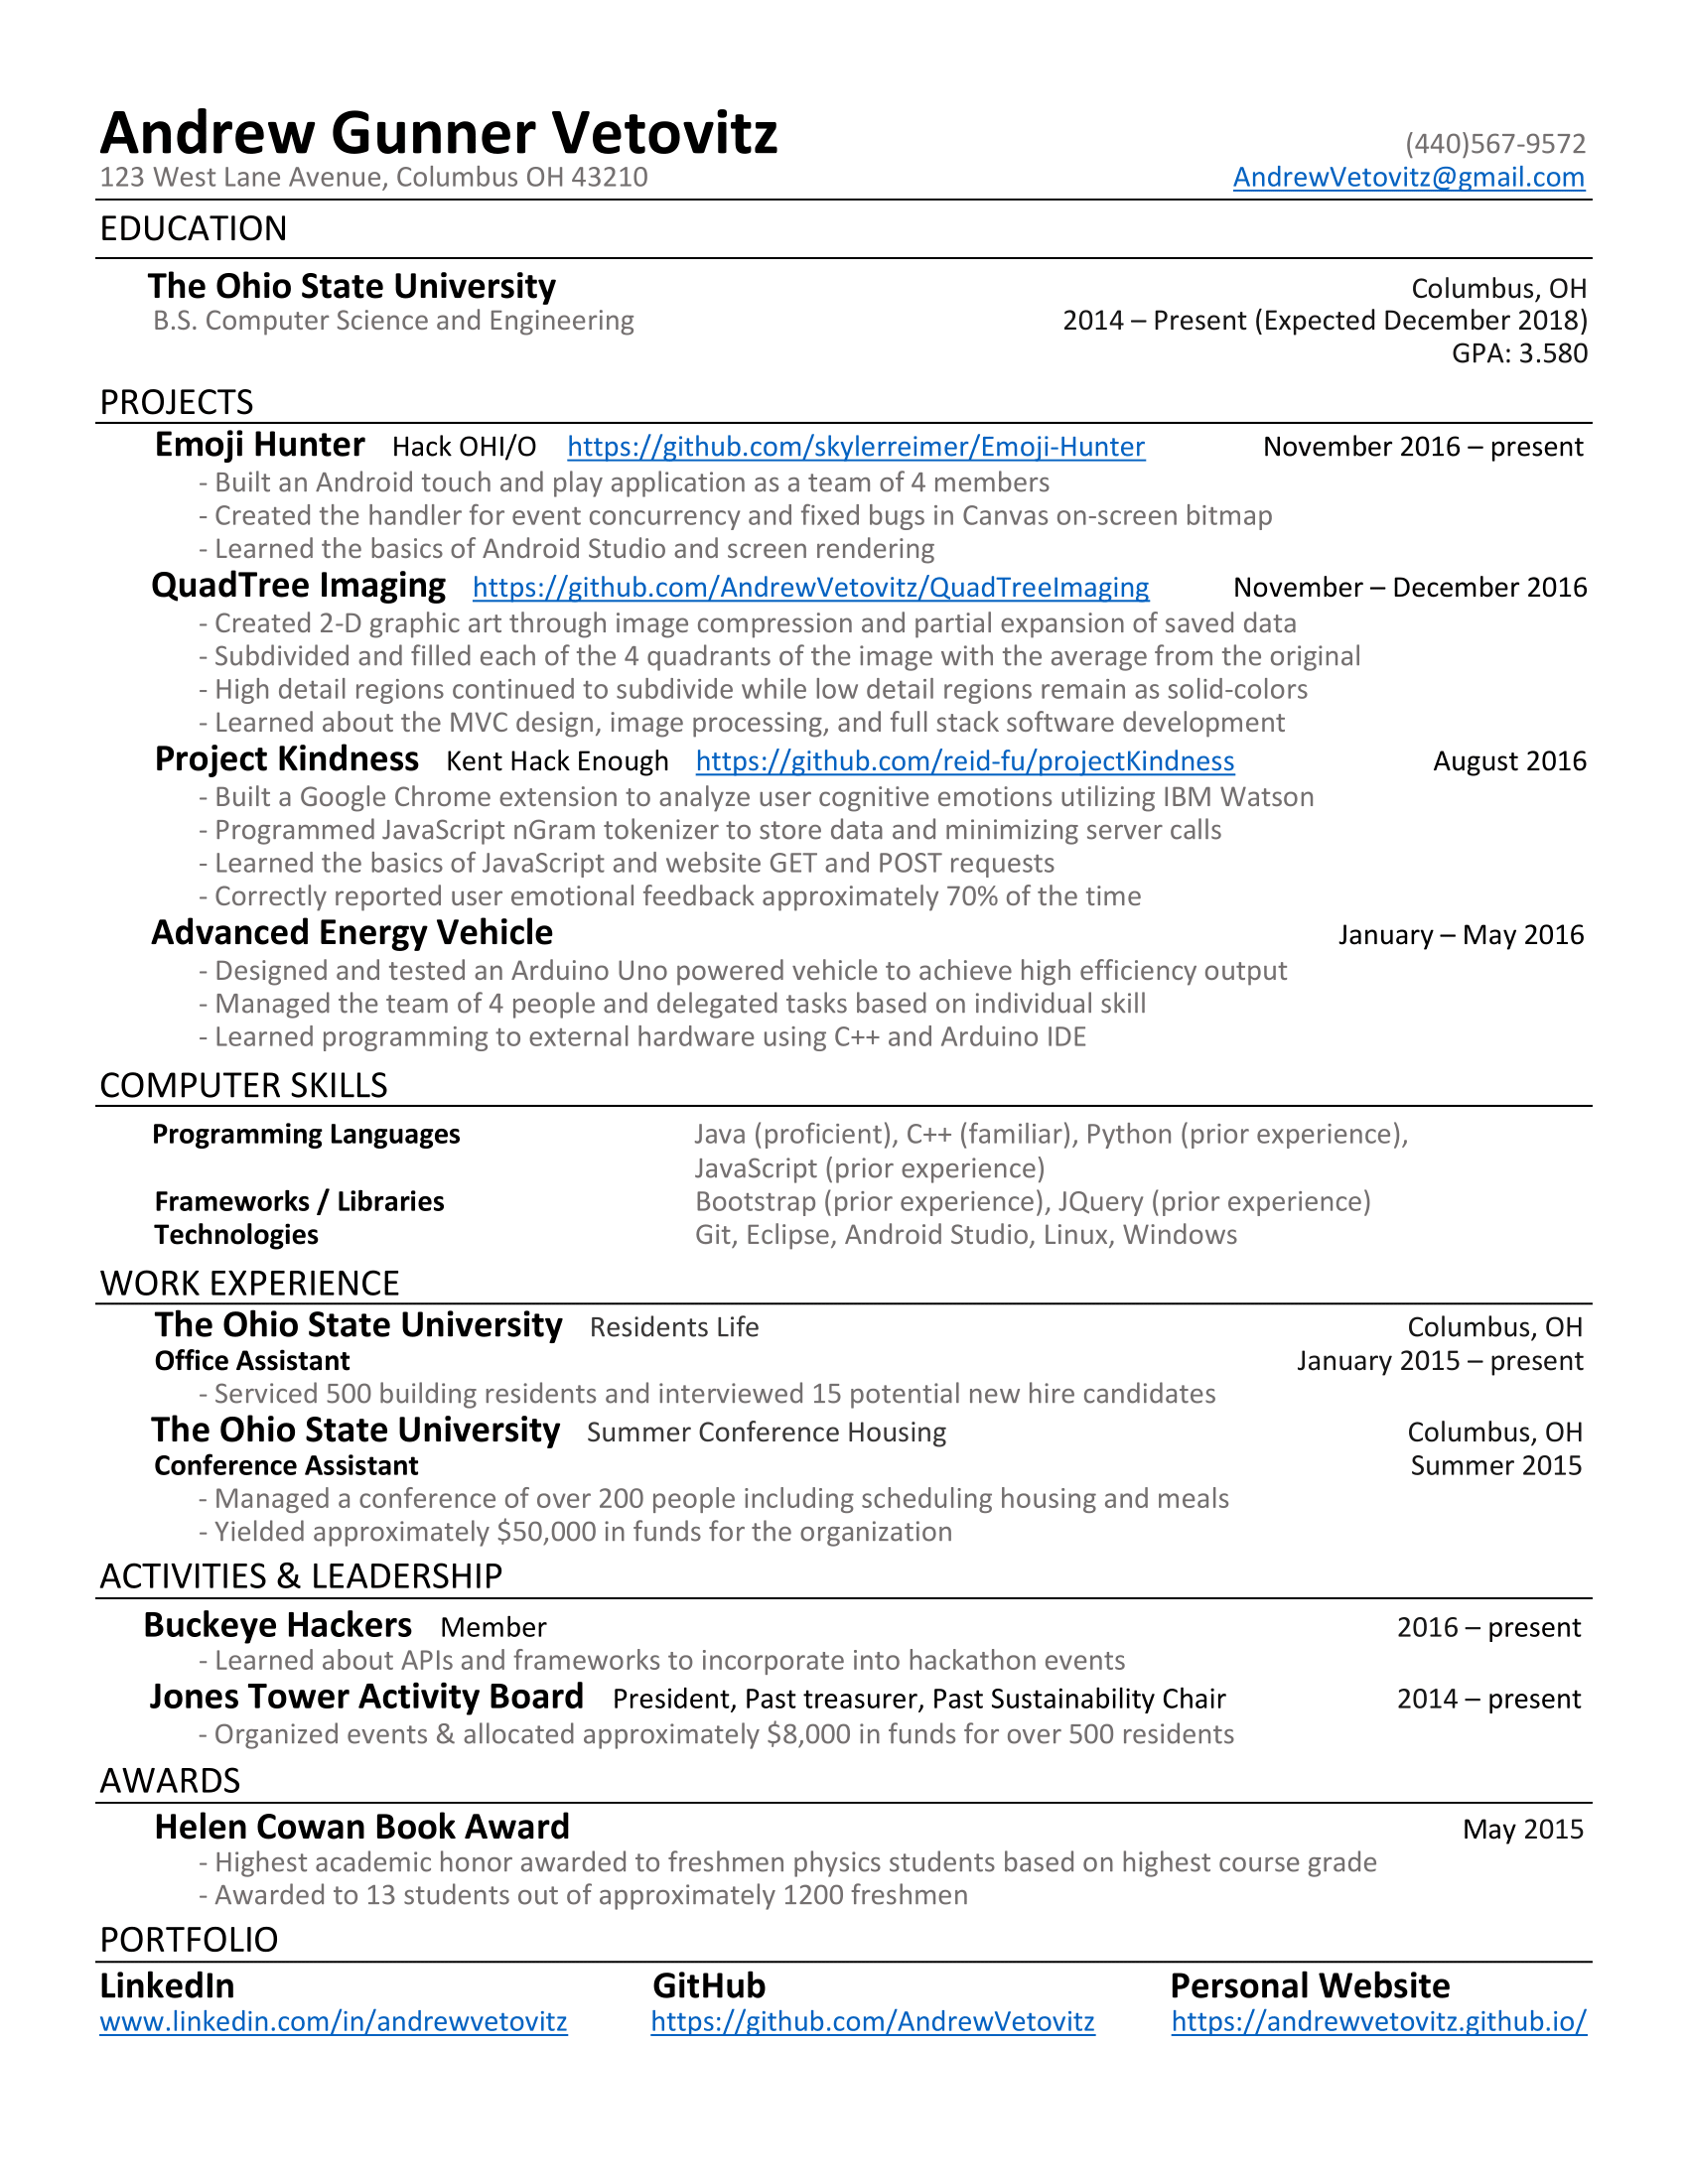 Andrew Gunner Vetovitz (440)567-9572
123 West Lane Avenue, Columbus OH 43210 AndrewVetovitz@gmail.com
EDUCATION
The Ohio State University Columbus, OH
B.S. Computer Science and Engineering 2014 – Present (Expected December 2018)
GPA: 3.580
PROJECTS
Emoji Hunter Hack OHI/O https://github.com/skylerreimer/Emoji-Hunter November 2016 – present
- Built an Android touch and play application as a team of 4 members
- Created the handler for event concurrency and fixed bugs in Canvas on-screen bitmap
- Learned the basics of Android Studio and screen rendering
QuadTree Imaging https://github.com/AndrewVetovitz/QuadTreeImaging November – December 2016
- Created 2-D graphic art through image compression and partial expansion of saved data
- Subdivided and filled each of the 4 quadrants of the image with the average from the original
- High detail regions continued to subdivide while low detail regions remain as solid-colors
- Learned about the MVC design, image processing, and full stack software development
Project Kindness Kent Hack Enough https://github.com/reid-fu/projectKindness August 2016
- Built a Google Chrome extension to analyze user cognitive emotions utilizing IBM Watson
- Programmed JavaScript nGram tokenizer to store data and minimizing server calls
- Learned the basics of JavaScript and website GET and POST requests
- Correctly reported user emotional feedback approximately 70% of the time
Advanced Energy Vehicle January – May 2016
- Designed and tested an Arduino Uno powered vehicle to achieve high efficiency output
- Managed the team of 4 people and delegated tasks based on individual skill
- Learned programming to external hardware using C++ and Arduino IDE
COMPUTER SKILLS
Programming Languages Java (proficient), C++ (familiar), Python (prior experience),
JavaScript (prior experience)
Frameworks / Libraries Bootstrap (prior experience), JQuery (prior experience)
Technologies Git, Eclipse, Android Studio, Linux, Windows
WORK EXPERIENCE
The Ohio State University Residents Life Columbus, OH
Office Assistant January 2015 – present
- Serviced 500 building residents and interviewed 15 potential new hire candidates
The Ohio State University Summer Conference Housing Columbus, OH
Conference Assistant Summer 2015
- Managed a conference of over 200 people including scheduling housing and meals
- Yielded approximately $50,000 in funds for the organization
ACTIVITIES & LEADERSHIP
Buckeye Hackers Member 2016 – present
- Learned about APIs and frameworks to incorporate into hackathon events
Jones Tower Activity Board President, Past treasurer, Past Sustainability Chair 2014 – present
- Organized events & allocated approximately $8,000 in funds for over 500 residents
AWARDS
Helen Cowan Book Award May 2015
- Highest academic honor awarded to freshmen physics students based on highest course grade
- Awarded to 13 students out of approximately 1200 freshmen
PORTFOLIO
LinkedIn GitHub Personal Website
www.linkedin.com/in/andrewvetovitz https://github.com/AndrewVetovitz https://andrewvetovitz.github.io/